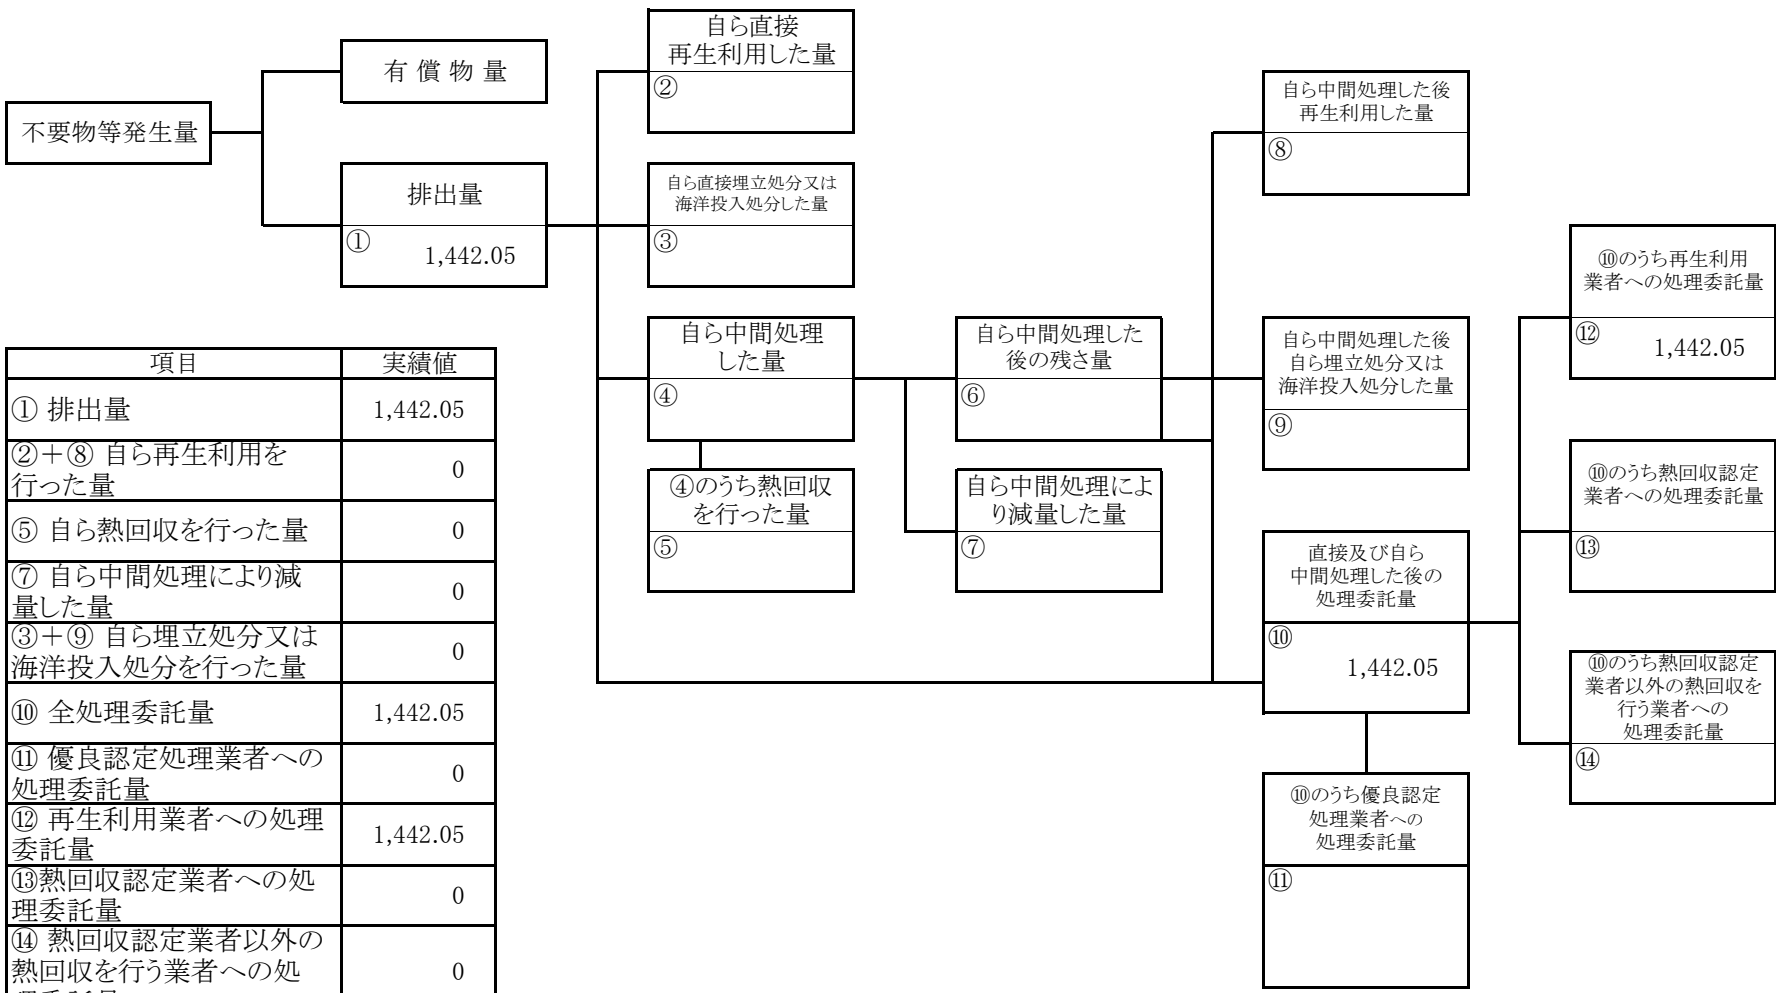 不要物等発生量
有 償 物 量
排出量
①
1,442.05
自ら直接
再生利用した量
②
自ら直接埋立処分又は
海洋投入処分した量
③
自ら中間処理
した量
④
④のうち熱回収
を行った量
⑤
自ら中間処理した
後の残さ量
⑥
自ら中間処理によ
り減量した量
⑦
自ら中間処理した後
再生利用した量
⑧
自ら中間処理した後
自ら埋立処分又は
海洋投入処分した量
⑨
直接及び自ら
中間処理した後の
処理委託量
⑩
1,442.05
⑩のうち優良認定
処理業者への
処理委託量
⑪
⑩のうち再生利用
業者への処理委託量
⑫
1,442.05
⑩のうち熱回収認定
業者への処理委託量
⑬
⑩のうち熱回収認定
業者以外の熱回収を
行う業者への
処理委託量
⑭
項目 実績値
① 排出量 1,442.05
②＋⑧ 自ら再生利用を
行った量 0
⑤ 自ら熱回収を行った量 0
⑦ 自ら中間処理により減
量した量 0
③＋⑨ 自ら埋立処分又は
海洋投入処分を行った量 0
⑩ 全処理委託量 1,442.05
⑪ 優良認定処理業者への
処理委託量 0
⑫ 再生利用業者への処理
委託量 1,442.05
⑬熱回収認定業者への処
理委託量 0
⑭ 熱回収認定業者以外の
熱回収を行う業者への処 0